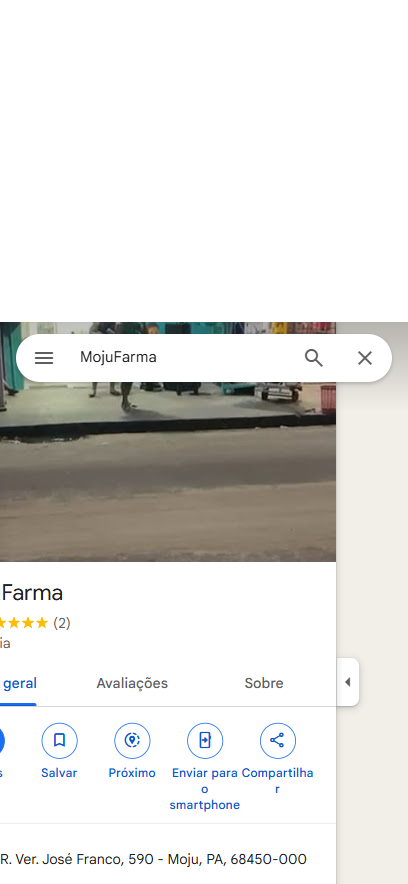 MojuFarma
Farma
(2)
ia
geral Avaliações Sobre
s Salvar Próximo Enviar para o smartphone Compartilhar
R. Ver. José Franco, 590 - Moju, PA, 68450-000